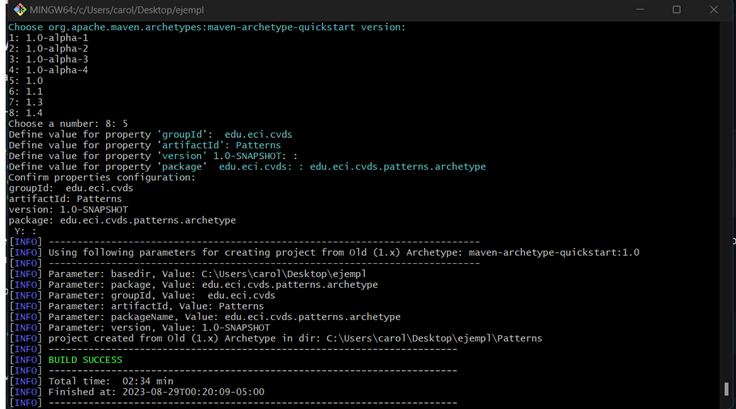 MINGW64:/c/Users/carol/Desktop/ejempl
Choose org.apache.maven.archetypes:maven-archetype-quickstart version:
1: 1.0-alpha-1
2: 1.0-alpha-2
3: 1.0-alpha-3
4: 1.0-alpha-4
5: 1.0
6: 1.1
7: 1.3
8: 1.4
Choose a number: 8: 5
Define value for property 'groupId':  edu.eci.cvds
Define value for property 'artifactId': Patterns
Define value for property 'version' 1.0-SNAPSHOT: :
Define value for property 'package'  edu.eci.cvds: : edu.eci.cvds.patterns.archetype
Confirm properties configuration:
groupId:  edu.eci.cvds
artifactId: Patterns
version: 1.0-SNAPSHOT
package: edu.eci.cvds.patterns.archetype
 Y: :
[INFO] ----------------------------------------------------------------------------
[INFO] Using following parameters for creating project from Old (1.x) Archetype: maven-archetype-quickstart:1.0
[INFO] ----------------------------------------------------------------------------
[INFO] Parameter: basedir, Value: C:\Users\carol\Desktop\ejempl
[INFO] Parameter: package, Value: edu.eci.cvds.patterns.archetype
[INFO] Parameter: groupId, Value:  edu.eci.cvds
[INFO] Parameter: artifactId, Value: Patterns
[INFO] Parameter: packageName, Value: edu.eci.cvds.patterns.archetype
[INFO] Parameter: version, Value: 1.0-SNAPSHOT
[INFO] project created from Old (1.x) Archetype in dir: C:\Users\carol\Desktop\ejempl\Patterns
[INFO] ------------------------------------------------------------------------
[INFO] BUILD SUCCESS
[INFO] ------------------------------------------------------------------------
[INFO] Total time:  02:34 min
[INFO] Finished at: 2023-08-29T00:20:09-05:00
[INFO] ------------------------------------------------------------------------